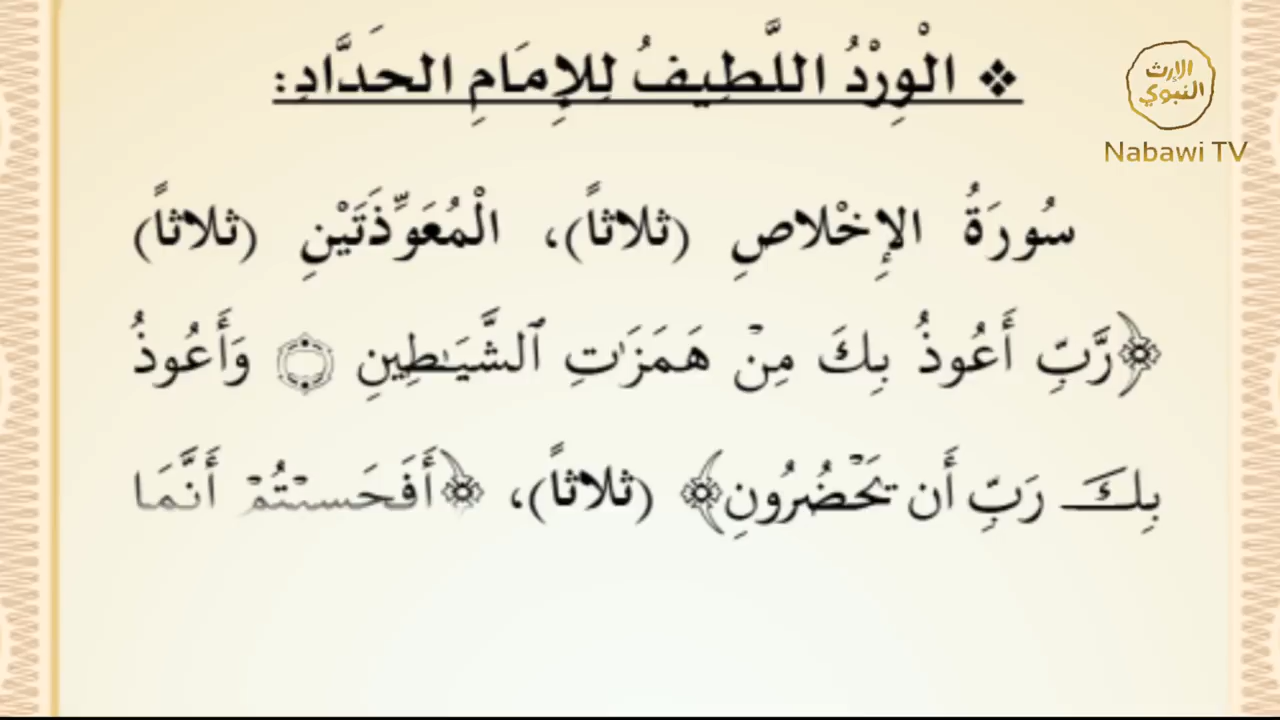 ❖ الْوِرْدُ اللَّطِيفُ لِلإِمَامِ الحَدَّادِ:
الإرث
النبوي
Nabawi TV
سُورَةُ الإِخْلاصِ (ثلاثاً)، الْمُعَوِّذَتَيْنِ (ثلاثاً)
﴿رَّبِّ أَعُوذُ بِكَ مِنْ هَمَزَٰتِ ٱلشَّيَـٰطِينِ ۝ وَأَعُوذُ
بِكَ رَبِّ أَن يَحْضُرُونِ﴾ (ثلاثاً)، ﴿أَفَحَسِبْتُمْ أَنَّمَا